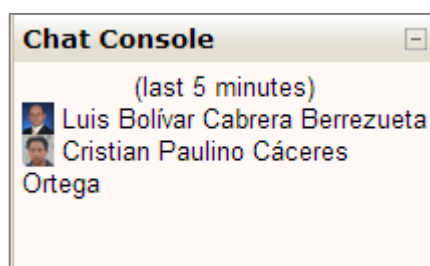 Chat Console
(last 5 minutes)
Luis Bolívar Cabrera Berrezueta
Cristian Paulino Cáceres
Ortega